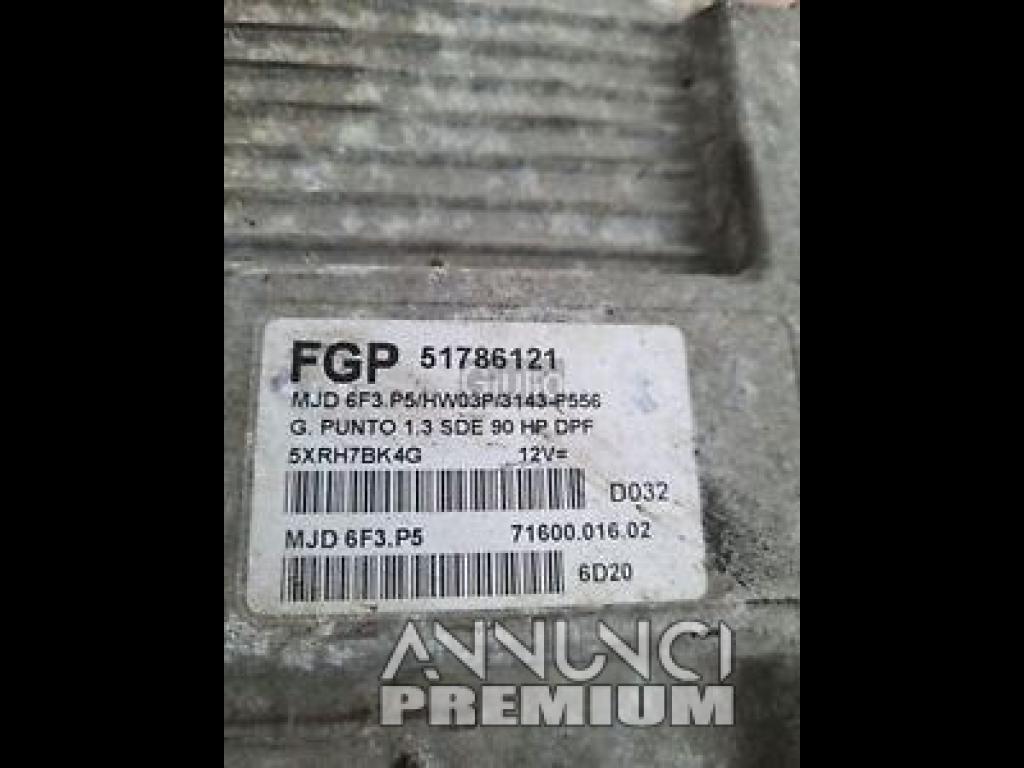 FGP 51786121
MJD 6F3.P5/HW03P/3143-P556
G. PUNTO 1.3 SDE 90 HP DPF
5XRH7BK4G 12V=
D032
MJD 6F3.P5 71600.016.02
6D20
ANNUNCI
PREMIUM